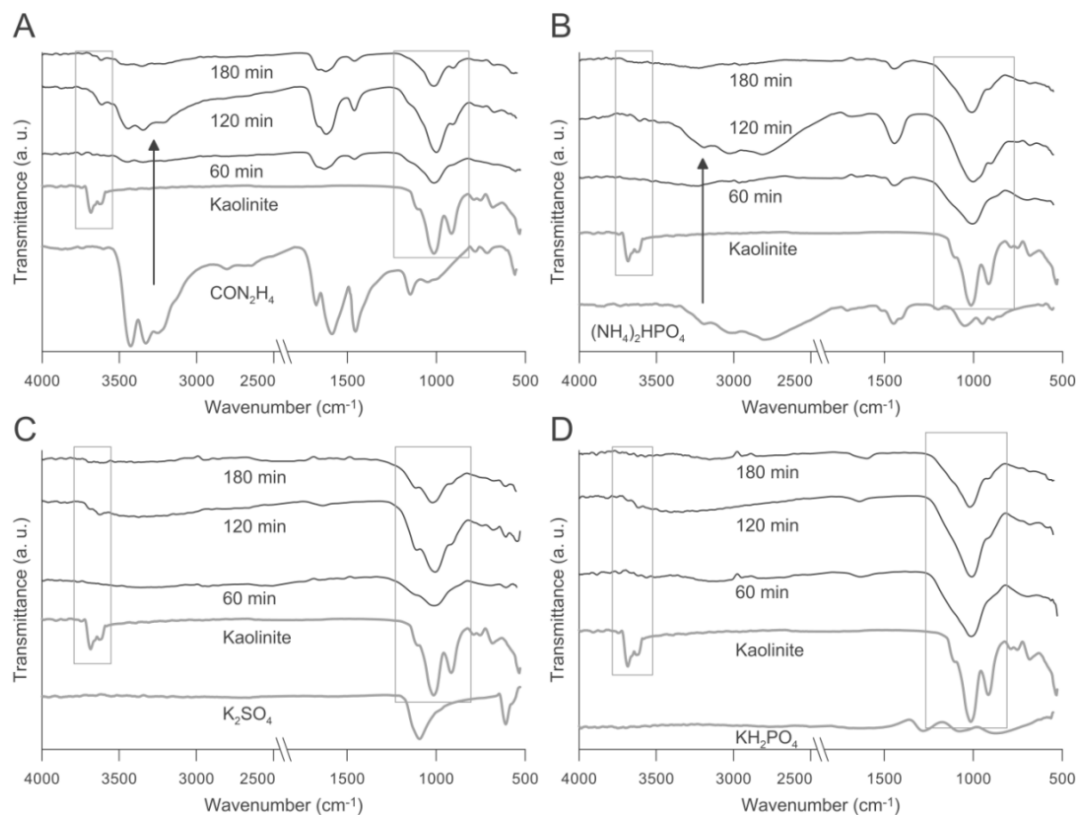 A
Transmittance (a. u.)
180 min
120 min
60 min
Kaolinite
CON₂H₄
4000 3500 3000 1500 1000 500
Wavenumber (cm⁻¹)
B
Transmittance (a. u.)
180 min
120 min
60 min
Kaolinite
(NH₄)₂HPO₄
4000 3500 3000 2500 1500 1000 500
Wavenumber (cm⁻¹)
C
Transmittance (a. u.)
180 min
120 min
60 min
Kaolinite
K₂SO₄
4000 3500 3000 1500 1000 500
Wavenumber (cm⁻¹)
D
Transmittance (a. u.)
180 min
120 min
60 min
Kaolinite
KH₂PO₄
4000 3500 3000 2500 1500 1000 500
Wavenumber (cm⁻¹)